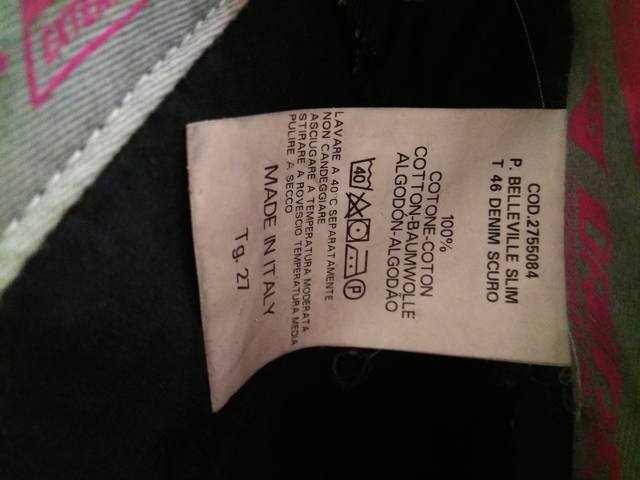 COD.2755084
P. BELLEVILLE SLIM
T 46 DENIM SCURO
100%
COTONE-COTON
COTTON-BAUMWOLLE
ALGODÓN-ALGODÃO
40
P
LAVARE A 40°C SEPARATAMENTE
NON CANDEGGIARE
ASCIUGARE A TEMPERATURA MODERATA
STIRARE A ROVESCIO TEMPERATURA MEDIA
PULIRE A SECCO
MADE IN ITALY
Tg. 27